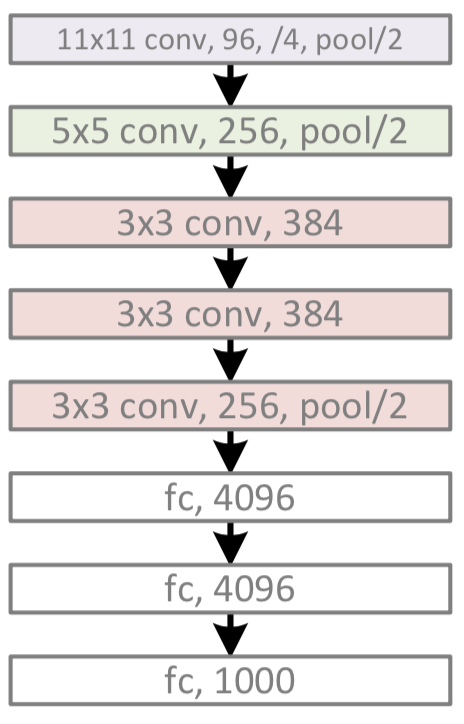 11x11 conv, 96, /4, pool/2
5x5 conv, 256, pool/2
3x3 conv, 384
3x3 conv, 384
3x3 conv, 256, pool/2
fc, 4096
fc, 4096
fc, 1000